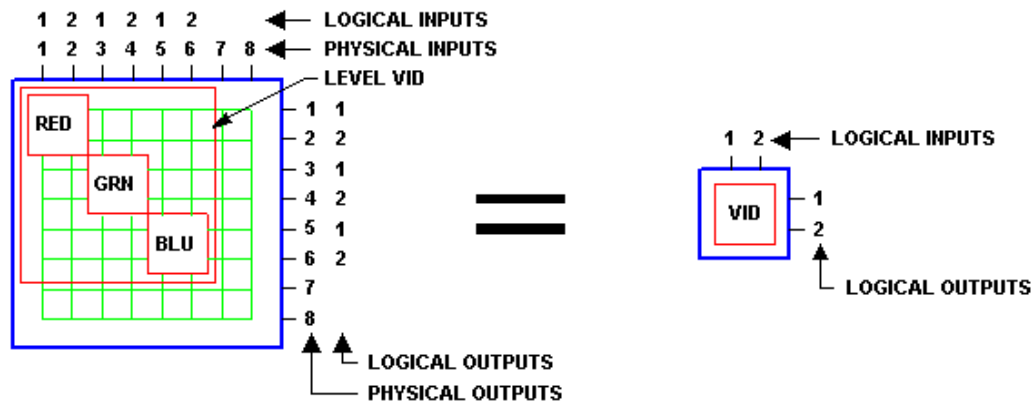 1 2 1 2 1 2 LOGICAL INPUTS
1 2 3 4 5 6 7 8 PHYSICAL INPUTS
LEVEL VID
RED
GRN
BLU
1 1
2 2
3 1
4 2
5 1
6 2
7
8
LOGICAL OUTPUTS
PHYSICAL OUTPUTS
1 2 LOGICAL INPUTS
VID
1
2
LOGICAL OUTPUTS